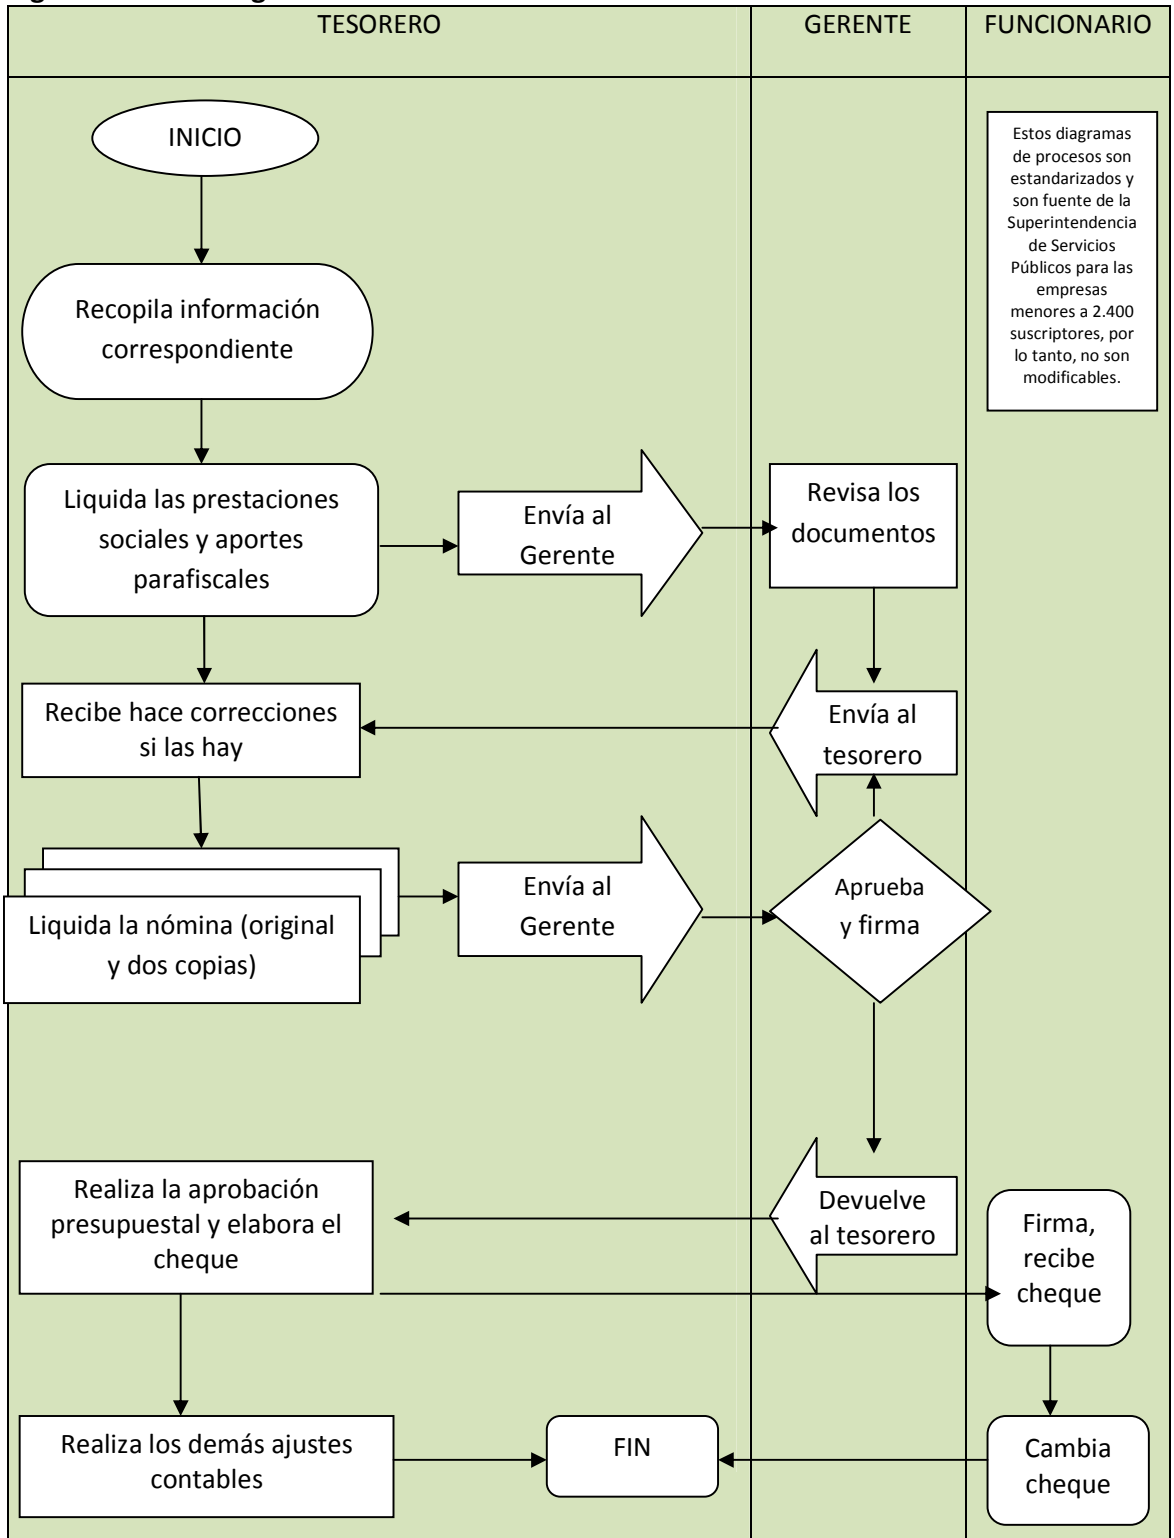 TESORERO
GERENTE
FUNCIONARIO
INICIO
Estos diagramas
de procesos son
estandarizados y
son fuente de la
Superintendencia
de Servicios
Públicos para las
empresas
menores a 2.400
suscriptores, por
lo tanto, no son
modificables.
Recopila información
correspondiente
Liquida las prestaciones
sociales y aportes
parafiscales
Envía al
Gerente
Revisa los
documentos
Recibe hace correcciones
si las hay
Envía al
tesorero
Liquida la nómina (original
y dos copias)
Envía al
Gerente
Aprueba
y firma
Realiza la aprobación
presupuestal y elabora el
cheque
Devuelve
al tesorero
Firma,
recibe
cheque
Realiza los demás ajustes
contables
FIN
Cambia
cheque